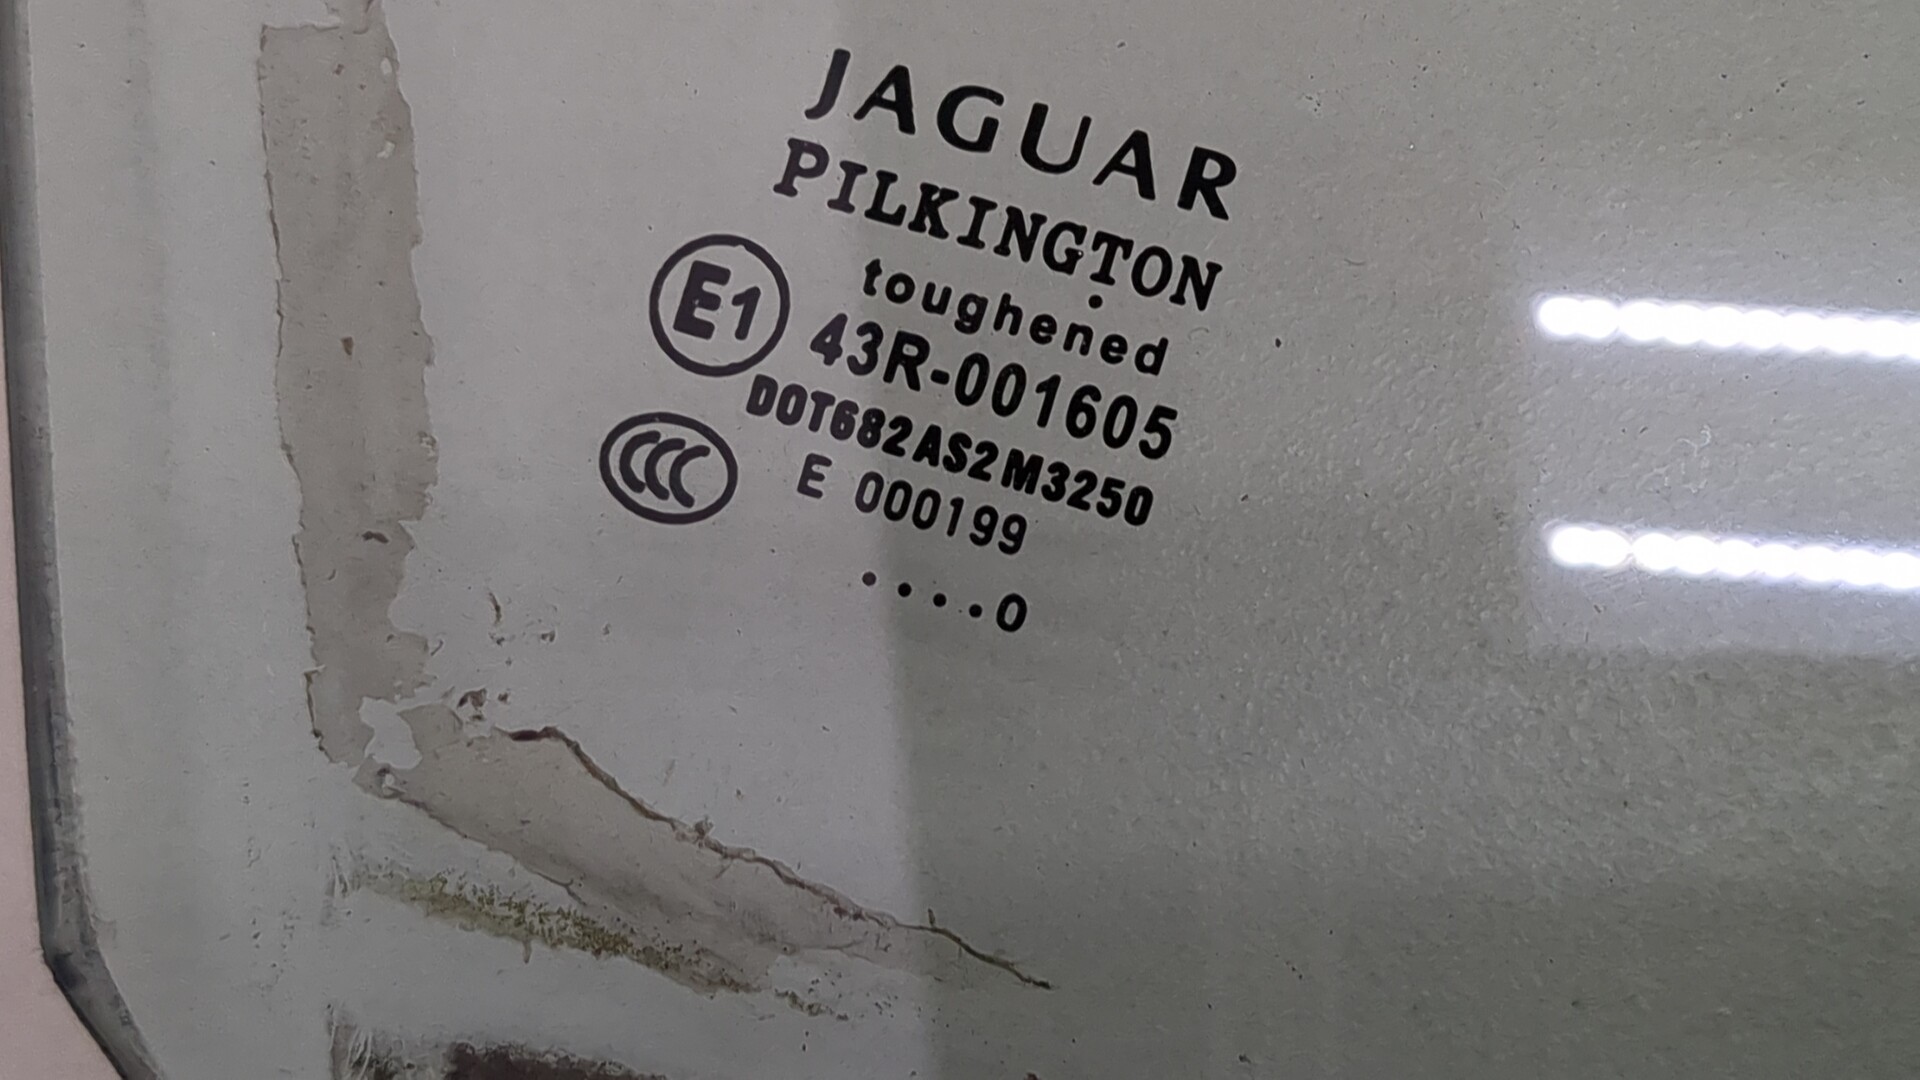 JAGUAR
PILKINGTON
toughened
E1 43R-001605
DOT682AS2M3250
CCC E 000199
....0